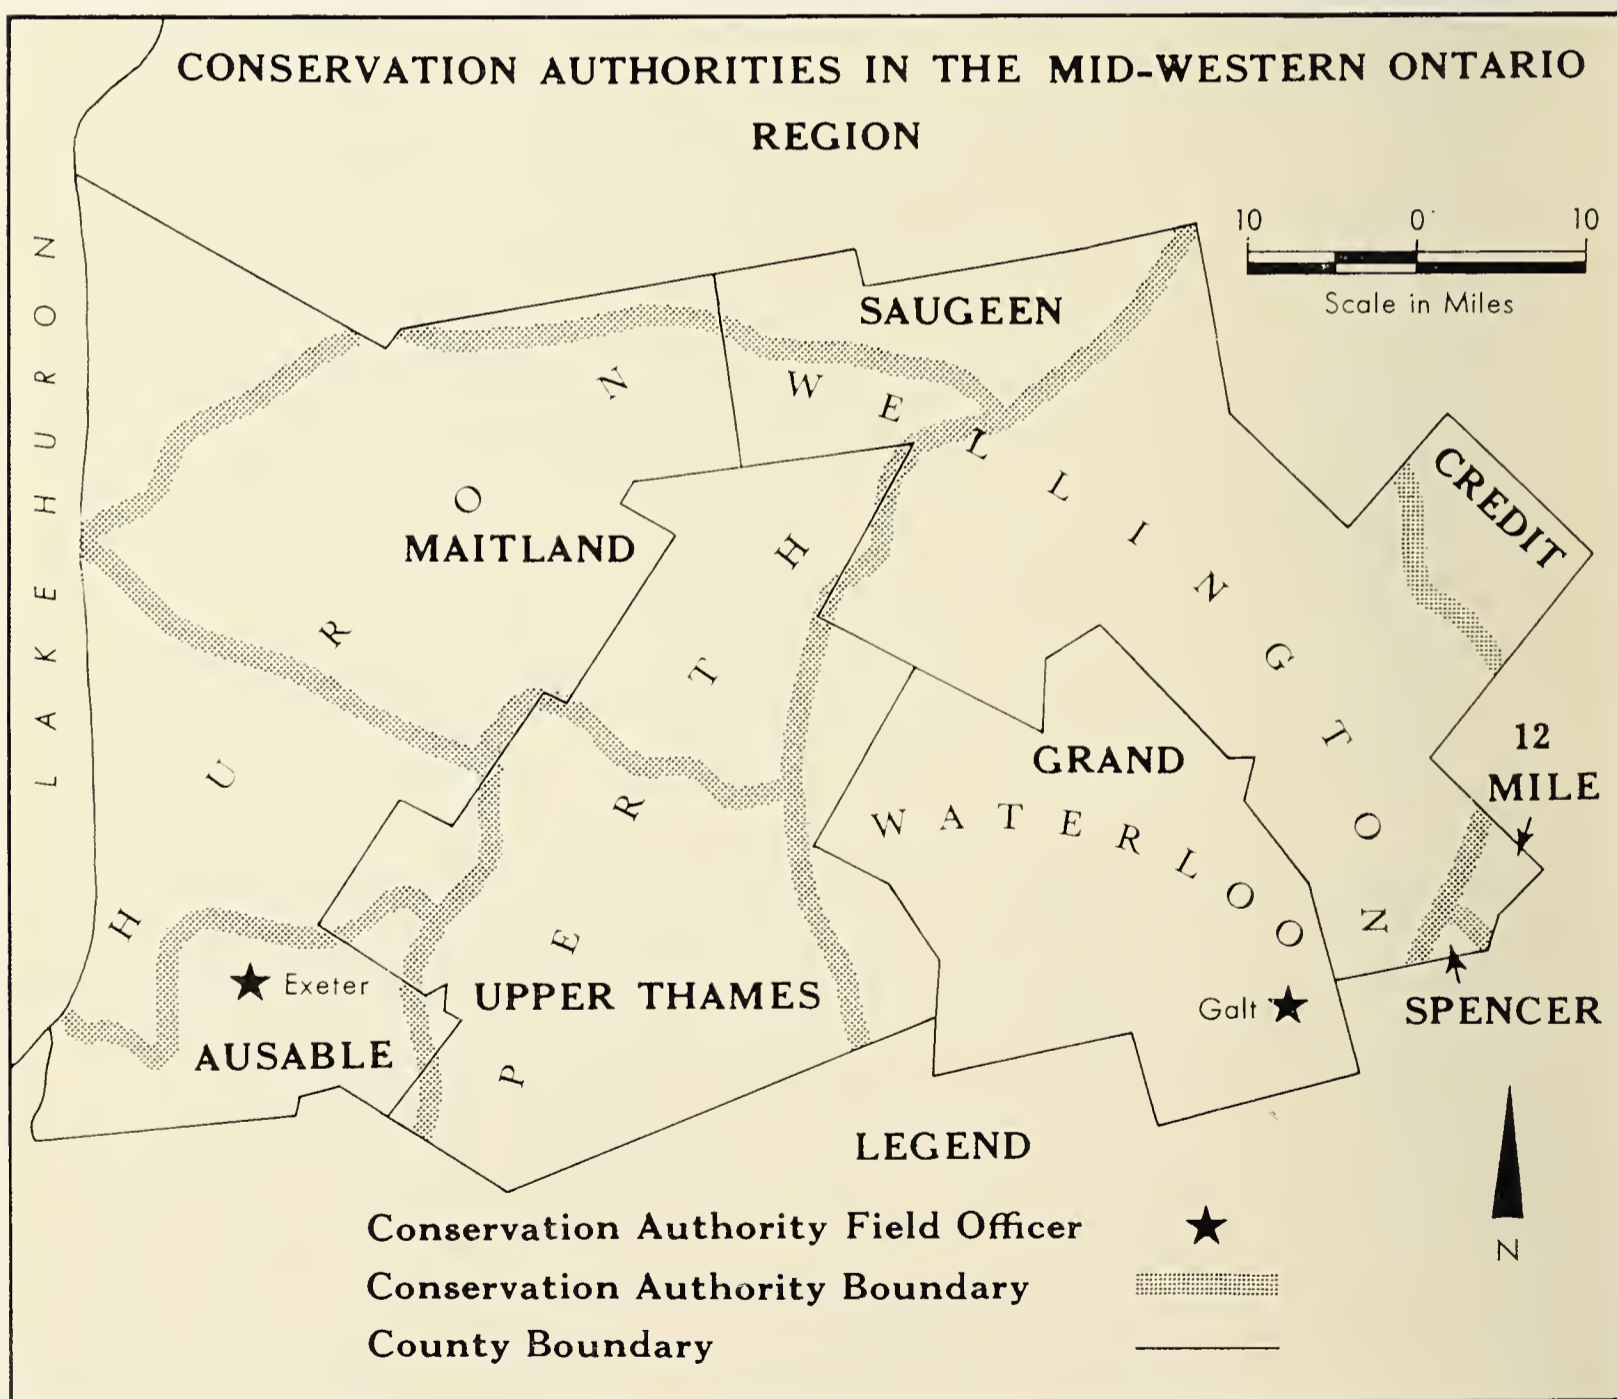 CONSERVATION AUTHORITIES IN THE MID-WESTERN ONTARIO
REGION
10 0 10
Scale in Miles
LAKE HURON
SAUGEEN
WELLINGTON
CREDIT
HURON
MAITLAND
PERTH
12
MILE
GRAND
WATERLOO
Exeter
AUSABLE
UPPER THAMES
Galt
SPENCER
LEGEND
Conservation Authority Field Officer
Conservation Authority Boundary
County Boundary
N